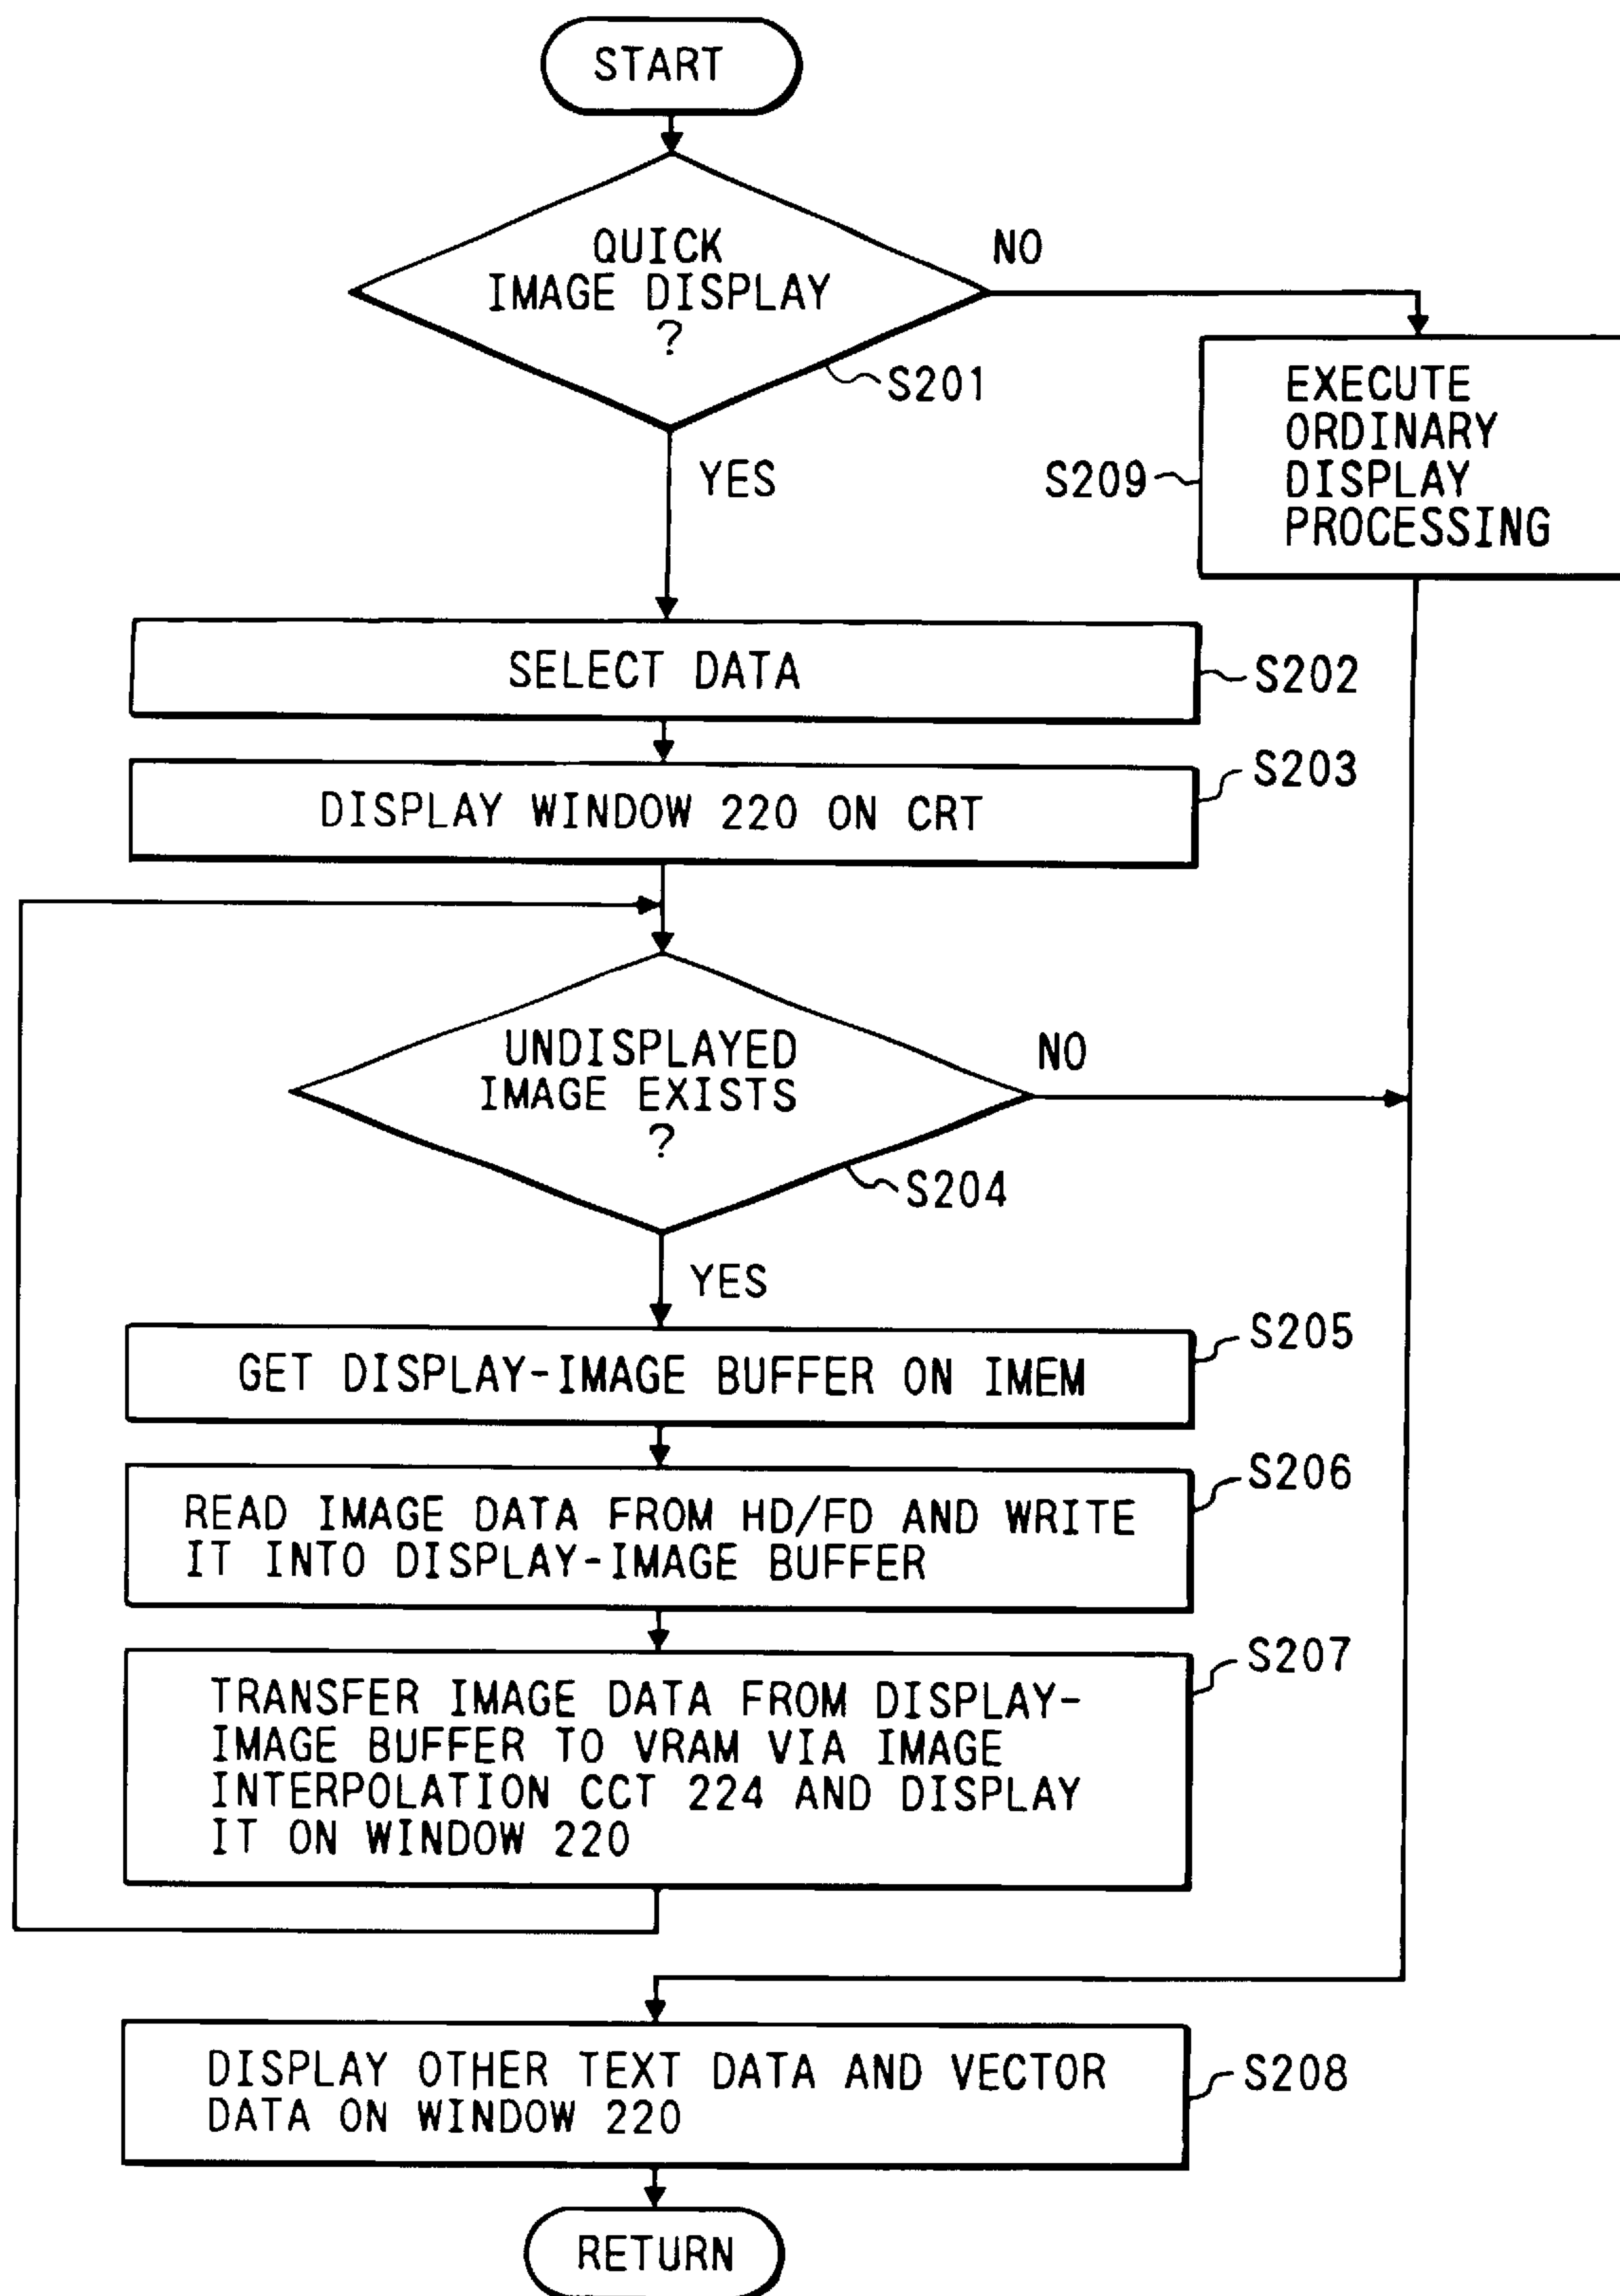 START
QUICK
IMAGE DISPLAY
?
NO
S201
YES
EXECUTE
ORDINARY
DISPLAY
PROCESSING
S209
SELECT DATA
S202
DISPLAY WINDOW 220 ON CRT
S203
UNDISPLAYED
IMAGE EXISTS
?
NO
S204
YES
GET DISPLAY-IMAGE BUFFER ON IMEM
S205
READ IMAGE DATA FROM HD/FD AND WRITE
IT INTO DISPLAY-IMAGE BUFFER
S206
TRANSFER IMAGE DATA FROM DISPLAY-
IMAGE BUFFER TO VRAM VIA IMAGE
INTERPOLATION CCT 224 AND DISPLAY
IT ON WINDOW 220
S207
DISPLAY OTHER TEXT DATA AND VECTOR
DATA ON WINDOW 220
S208
RETURN